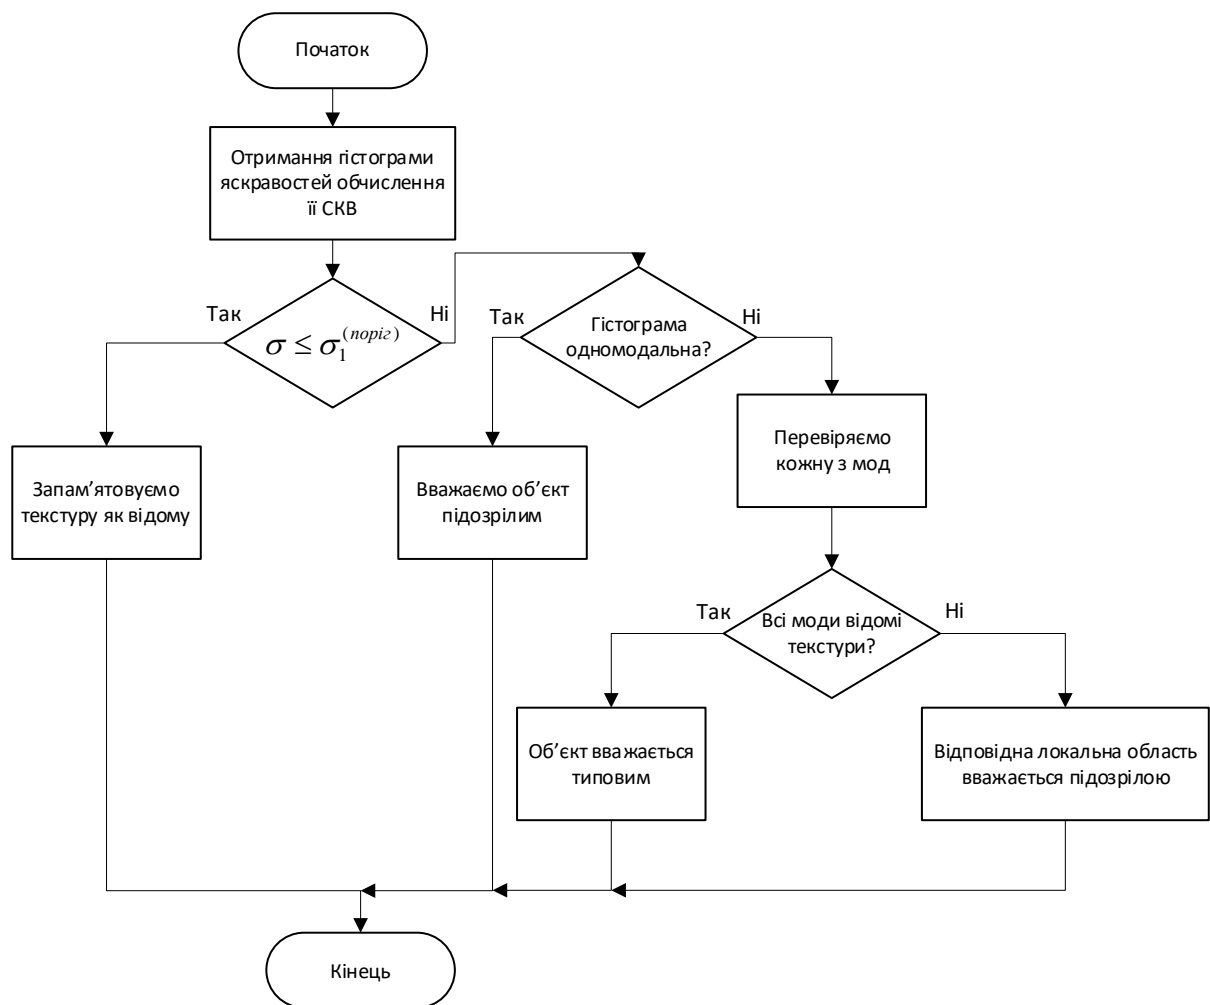 Початок
Отримання гістограми
яскравостей обчислення
її СКВ
Так
Ні
σ ≤ σ₁^(поріг)
Так
Ні
Гістограма
одномодальна?
Перевіряємо
кожну з мод
Запам’ятовуємо
текстуру як відому
Вважаємо об’єкт
підозрілим
Так
Ні
Всі моди відомі
текстури?
Об’єкт вважається
типовим
Відповідна локальна область
вважається підозрілою
Кінець